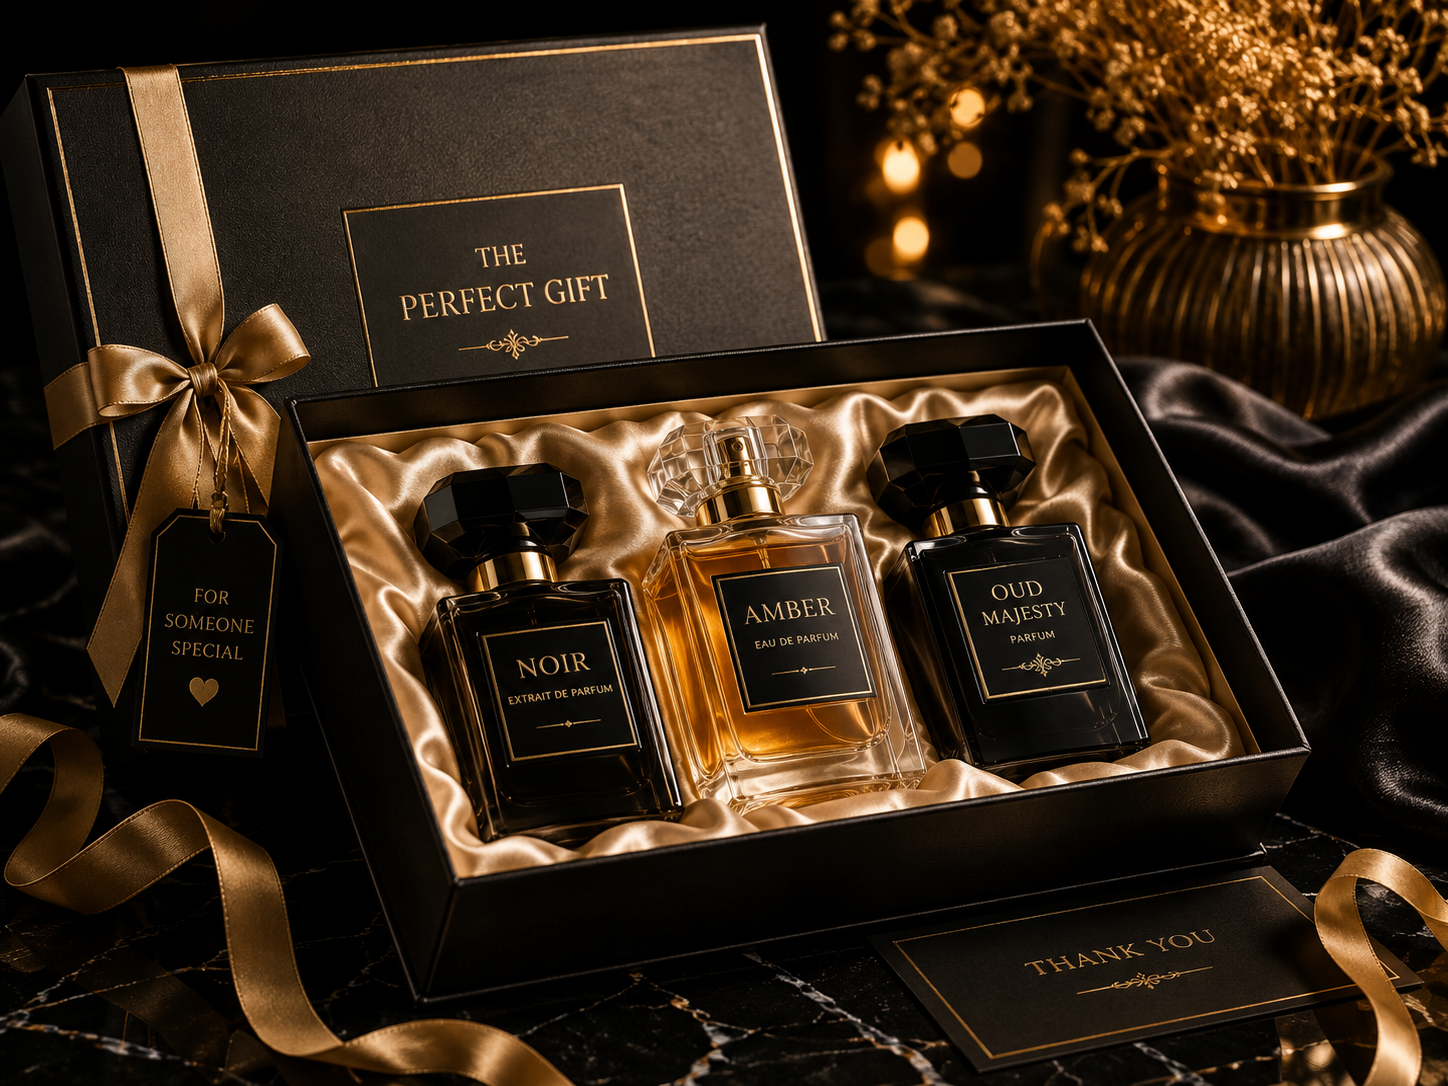 THE
PERFECT GIFT
FOR
SOMEONE
SPECIAL
NOIR
EXTRAIT DE PARFUM
AMBER
EAU DE PARFUM
OUD
MAJESTY
PARFUM
THANK YOU